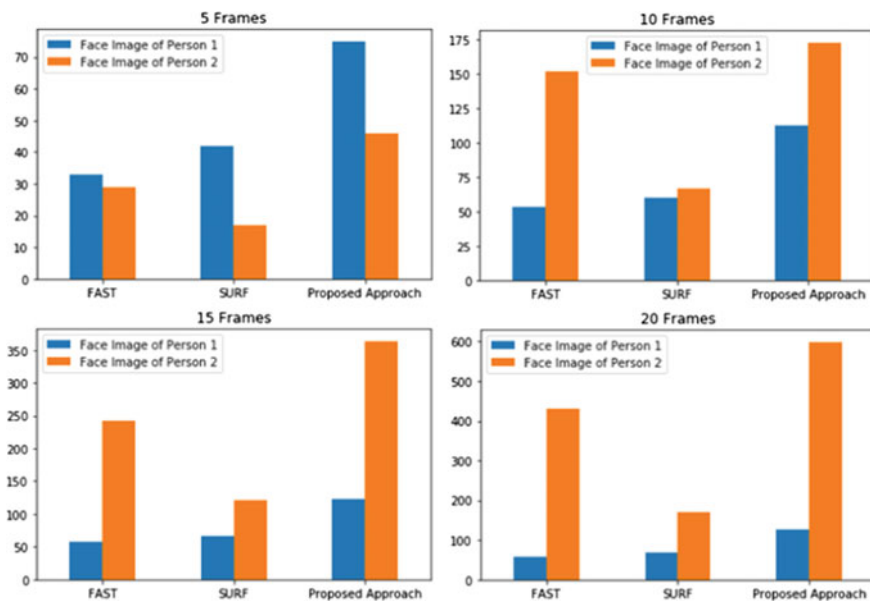 5 Frames
Face Image of Person 1
Face Image of Person 2
70
60
50
40
30
20
10
0
FAST SURF Proposed Approach
10 Frames
Face Image of Person 1
Face Image of Person 2
175
150
125
100
75
50
25
0
FAST SURF Proposed Approach
15 Frames
Face Image of Person 1
Face Image of Person 2
350
300
250
200
150
100
50
0
FAST SURF Proposed Approach
20 Frames
Face Image of Person 1
Face Image of Person 2
600
500
400
300
200
100
0
FAST SURF Proposed Approach